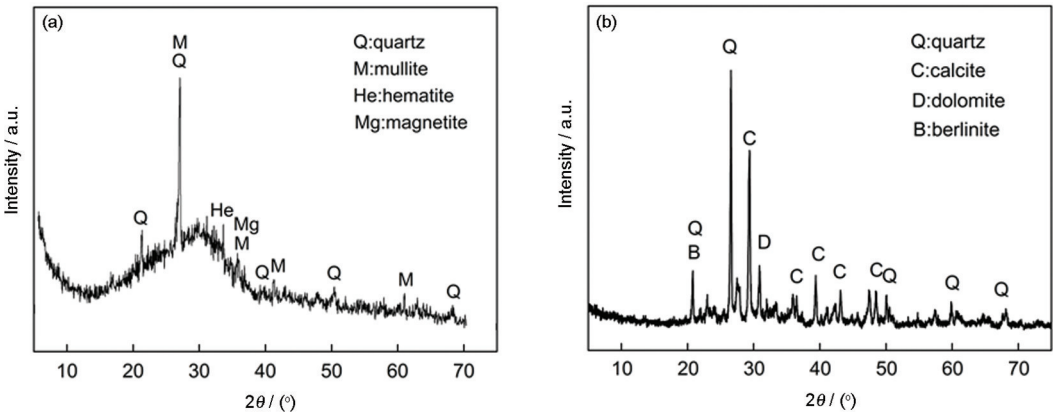 (a)
Q:quartz
M:mullite
He:hematite
Mg:magnetite
M
Q
Q
He
Mg
M
Q
M
Q
M
Q
Intensity / a.u.
10 20 30 40 50 60 70
2θ / (°)
(b)
Q:quartz
C:calcite
D:dolomite
B:berlinite
Q
C
Q
B
D
C
C
C
C
Q
Q
Q
Intensity / a.u.
10 20 30 40 50 60 70
2θ / (°)